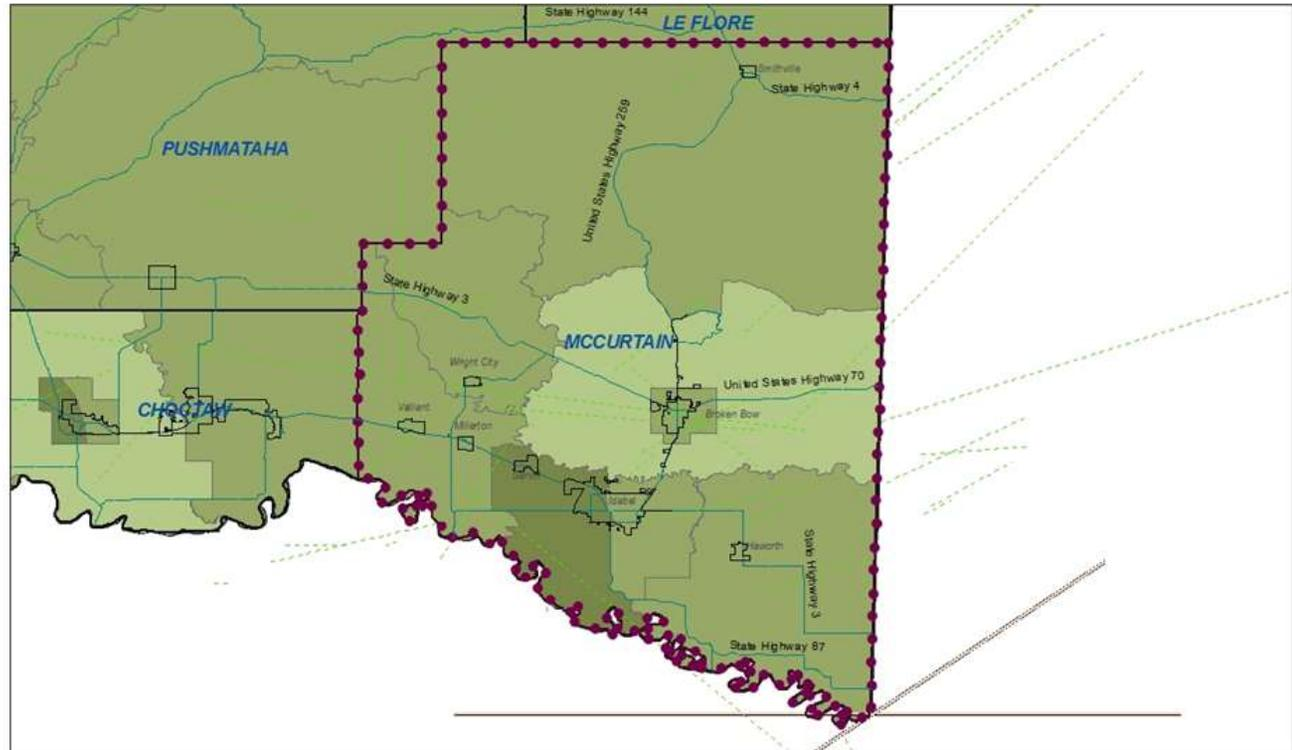 State Highway 144
LE FLORE
Smithville
State Highway 4
United States Highway 259
PUSHMATAHA
State Highway 3
MCCURTAIN
Wright City
United States Highway 70
CHOCTAW
Valliant
Broken Bow
Millerton
Garvin
Idabel
Haworth
State Highway 3
State Highway 87